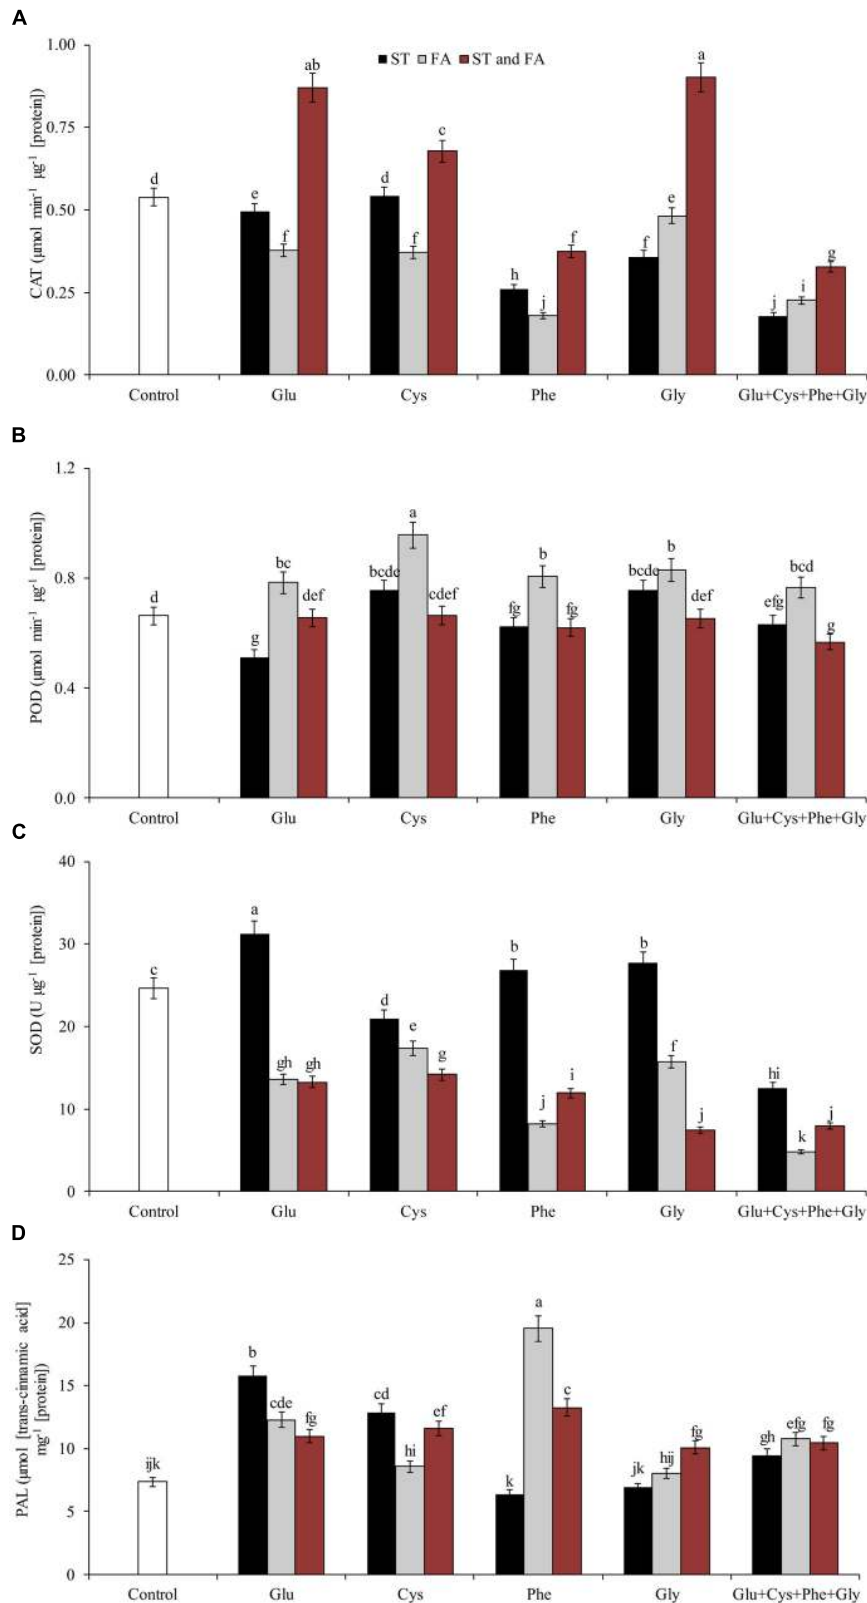 A
1.00
ST FA ST and FA
ab
a
0.75
c
d
e
d
e
0.50
f
f
f
f
h
j
g
i
j
0.25
0.00
CAT (µmol min-1 µg-1 [protein])
Control Glu Cys Phe Gly Glu+Cys+Phe+Gly
B
1.2
a
bc
b
b
bcd
0.8
bcde
bcde
d
def
cdef
def
efg
fg
fg
g
g
0.4
0.0
POD (µmol min-1 µg-1 [protein])
Control Glu Cys Phe Gly Glu+Cys+Phe+Gly
C
40
a
30
b
b
c
d
e
20
f
gh
gh
g
i
hi
10
j
j
j
k
0
SOD (U µg-1 [protein])
Control Glu Cys Phe Gly Glu+Cys+Phe+Gly
D
25
a
20
b
15
c
cde
cd
fg
ef
fg
gh
efg
fg
10
ijk
hi
k
jk
hij
5
0
PAL (µmol [trans-cinnamic acid]
mg-1 [protein])
Control Glu Cys Phe Gly Glu+Cys+Phe+Gly